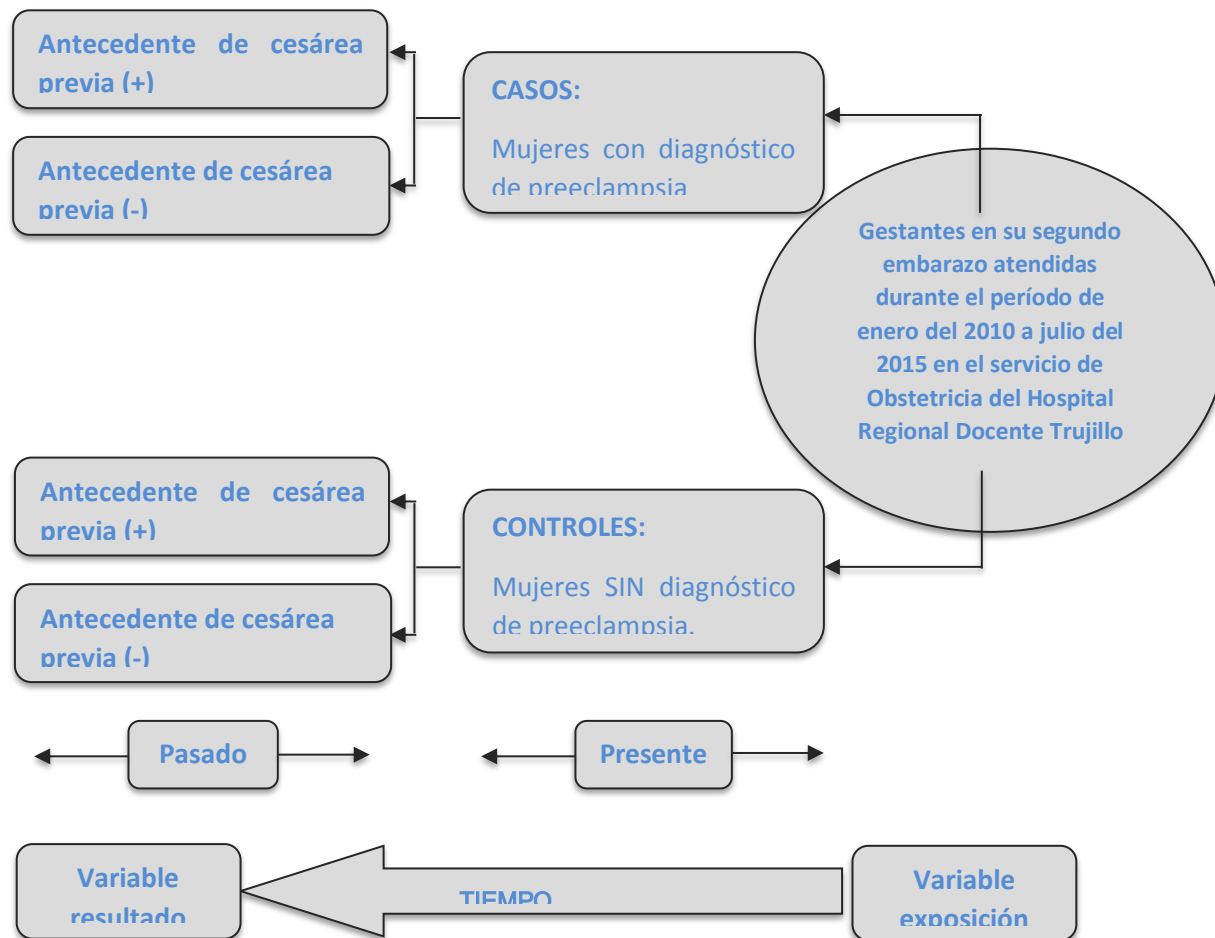 Antecedente de cesárea
previa (+)
Antecedente de cesárea
previa (-)
CASOS:
Mujeres con diagnóstico
de preeclampsia
Gestantes en su segundo
embarazo atendidas
durante el período de
enero del 2010 a julio del
2015 en el servicio de
Obstetricia del Hospital
Regional Docente Trujillo
Antecedente de cesárea
previa (+)
Antecedente de cesárea
previa (-)
CONTROLES:
Mujeres SIN diagnóstico
de preeclampsia.
Pasado
Presente
Variable
resultado
TIEMPO
Variable
exposición